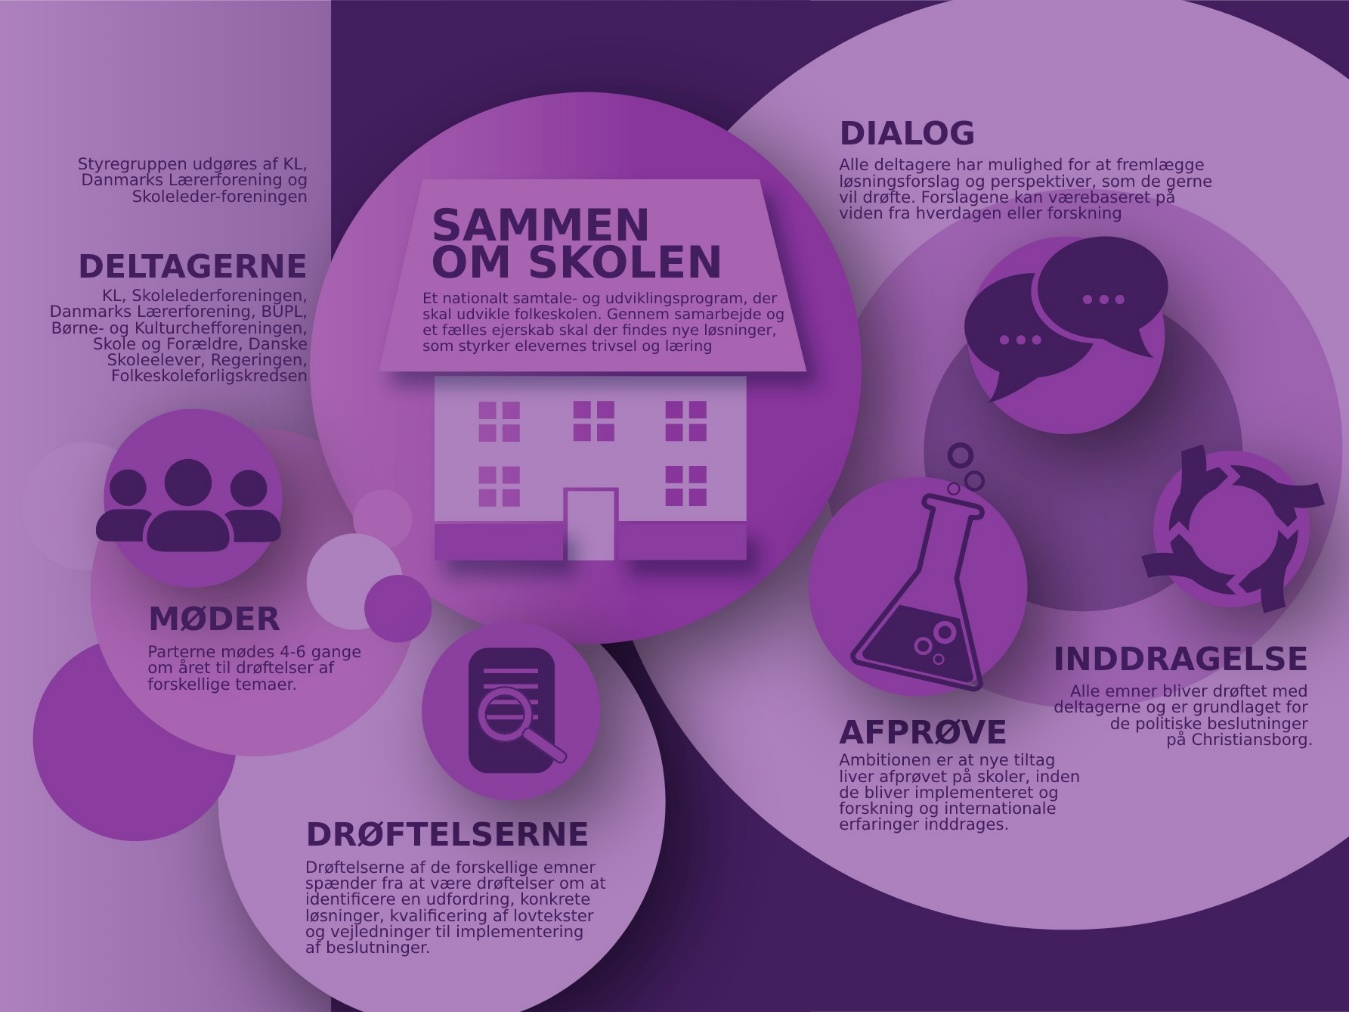 Styregruppen udgøres af KL,
Danmarks Lærerforening og
Skoleleder-foreningen
DELTAGERNE
KL, Skolelederforeningen,
Danmarks Lærerforening, BUPL,
Børne- og Kulturchefforeningen,
Skole og Forældre, Danske
Skoleelever, Regeringen,
Folkeskoleforligskredsen
MØDER
Parterne mødes 4-6 gange
om året til drøftelser af
forskellige temaer.
SAMMEN
OM SKOLEN
Et nationalt samtale- og udviklingsprogram, der
skal udvikle folkeskolen. Gennem samarbejde og
et fælles ejerskab skal der findes nye løsninger,
som styrker elevernes trivsel og læring
DRØFTELSERNE
Drøftelserne af de forskellige emner
spænder fra at være drøftelser om at
identificere en udfordring, konkrete
løsninger, kvalificering af lovtekster
og vejledninger til implementering
af beslutninger.
DIALOG
Alle deltagere har mulighed for at fremlægge
løsningsforslag og perspektiver, som de gerne
vil drøfte. Forslagene kan værebaseret på
viden fra hverdagen eller forskning
INDDRAGELSE
Alle emner bliver drøftet med
deltagerne og er grundlaget for
de politiske beslutninger
på Christiansborg.
AFPRØVE
Ambitionen er at nye tiltag
liver afprøvet på skoler, inden
de bliver implementeret og
forskning og internationale
erfaringer inddrages.